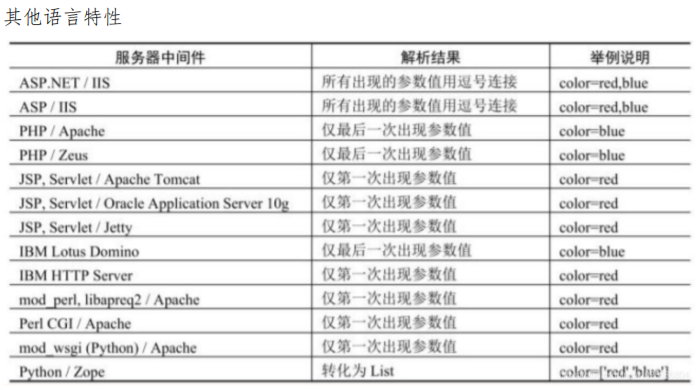 其他语言特性
服务器中间件 解析结果 举例说明
ASP.NET / IIS 所有出现的参数值用逗号连接 color=red,blue
ASP / IIS 所有出现的参数值用逗号连接 color=red,blue
PHP / Apache 仅最后一次出现参数值 color=blue
PHP / Zeus 仅最后一次出现参数值 color=blue
JSP, Servlet / Apache Tomcat 仅第一次出现参数值 color=red
JSP, Servlet / Oracle Application Server 10g 仅第一次出现参数值 color=red
JSP, Servlet / Jetty 仅第一次出现参数值 color=red
IBM Lotus Domino 仅最后一次出现参数值 color=blue
IBM HTTP Server 仅第一次出现参数值 color=red
mod_perl, libapreq2 / Apache 仅第一次出现参数值 color=red
Perl CGI / Apache 仅第一次出现参数值 color=red
mod_wsgi (Python) / Apache 仅第一次出现参数值 color=red
Python / Zope 转化为 List color=['red','blue']